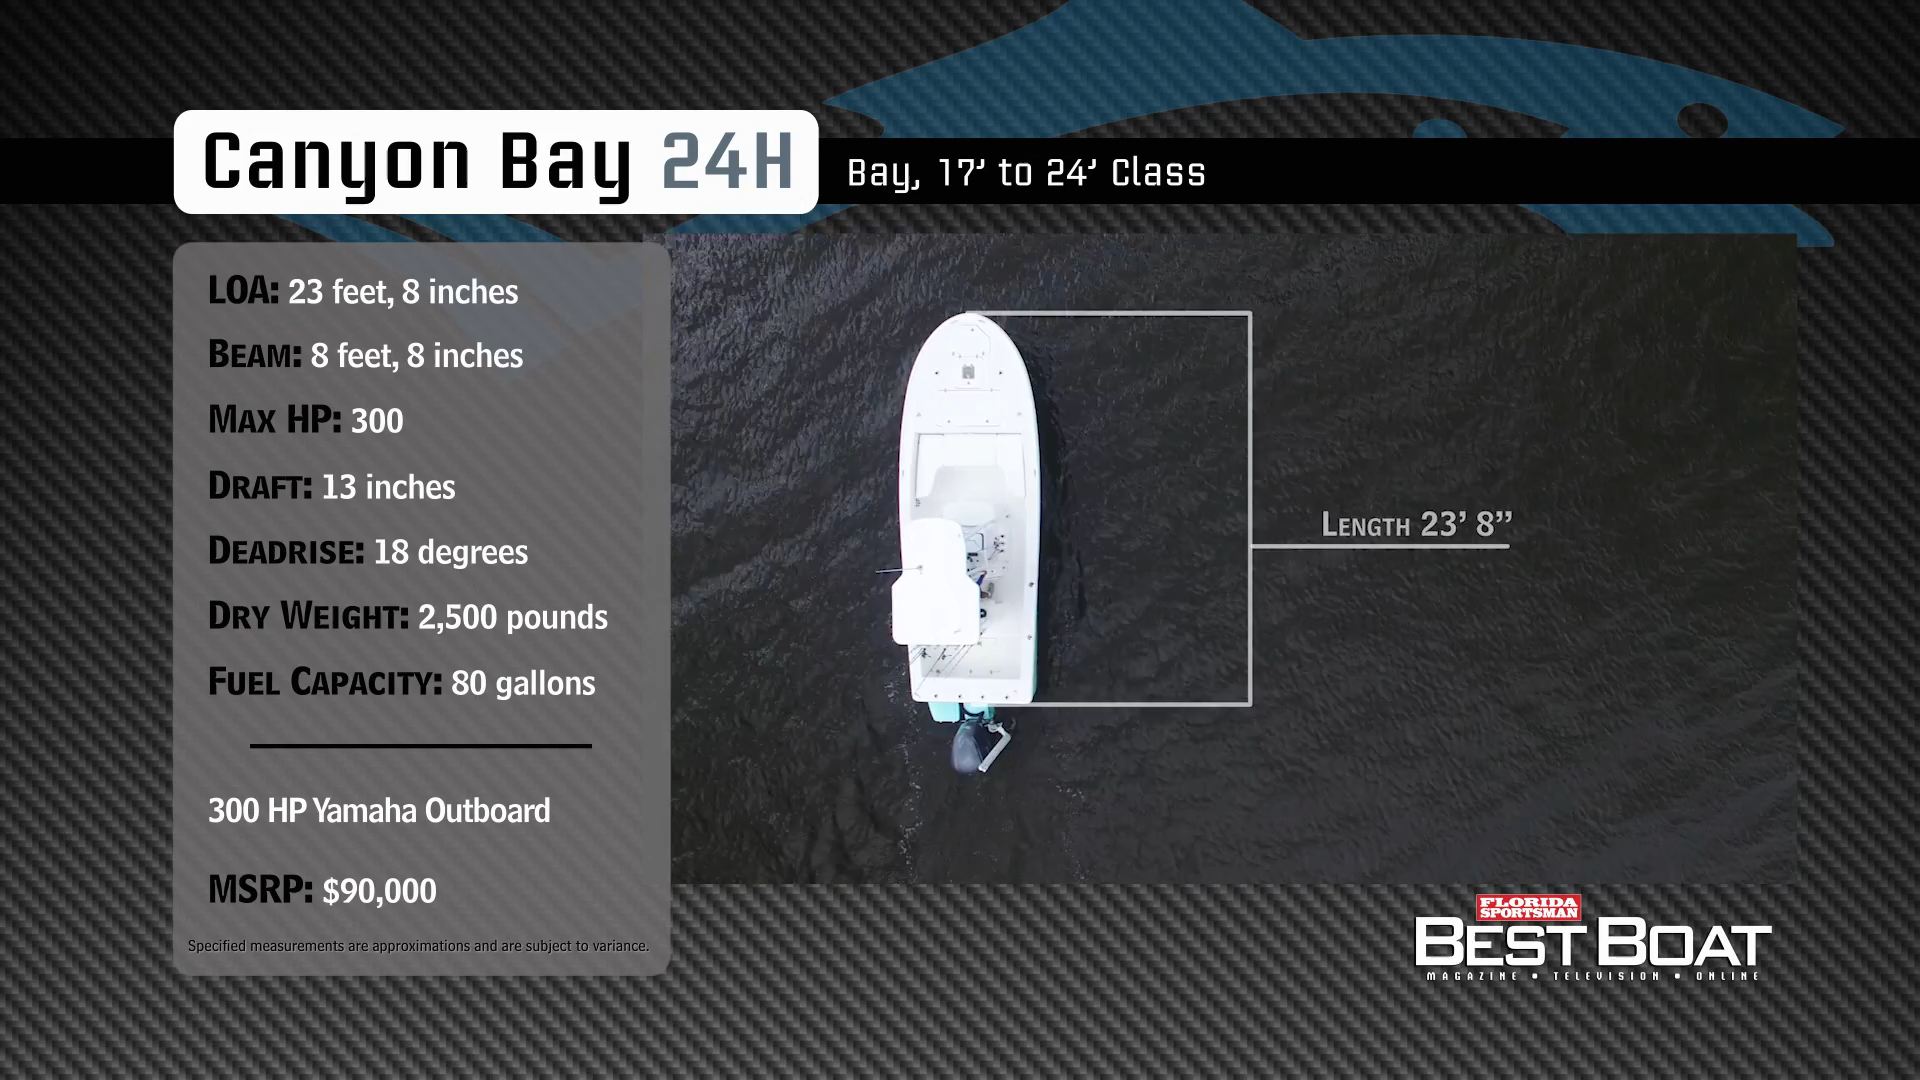 Canyon Bay 24H
Bay, 17’ to 24’ Class
LOA: 23 feet, 8 inches
Beam: 8 feet, 8 inches
Max HP: 300
Draft: 13 inches
Deadrise: 18 degrees
Dry Weight: 2,500 pounds
Fuel Capacity: 80 gallons
300 HP Yamaha Outboard
MSRP: $90,000
Specified measurements are approximations and are subject to variance.
Length 23’ 8”
FLORIDA
SPORTSMAN
BEST BOAT
MAGAZINE • TELEVISION • ONLINE